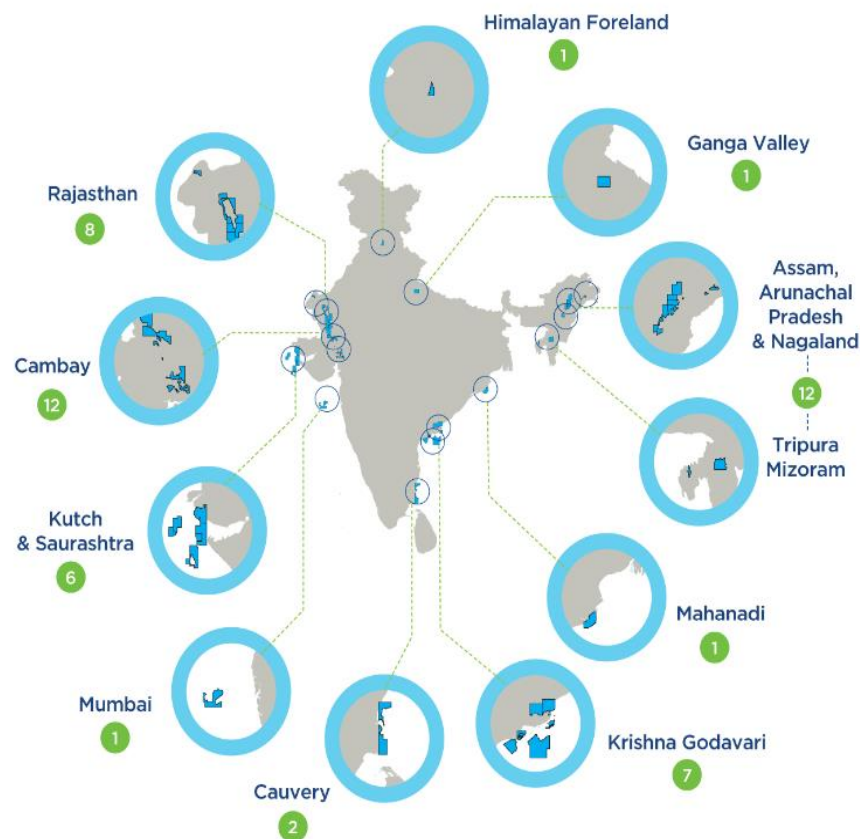 Himalayan Foreland
1
Ganga Valley
1
Rajasthan
8
Assam,
Arunachal
Pradesh
& Nagaland
12
Tripura
Mizoram
Cambay
12
Kutch
& Saurashtra
6
Mahanadi
1
Mumbai
1
Krishna Godavari
7
Cauvery
2